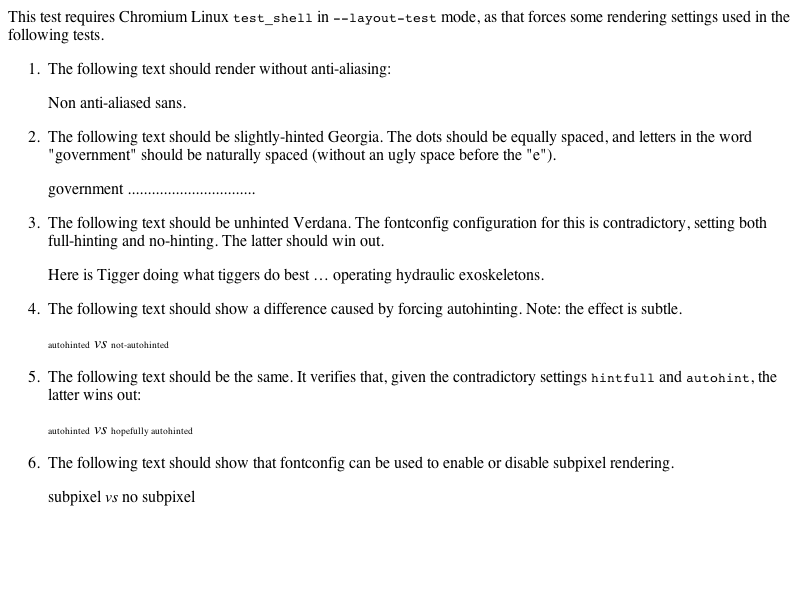 This test requires Chromium Linux test_shell in --layout-test mode, as that forces some rendering settings used in the
following tests.
1. The following text should render without anti-aliasing:
Non anti-aliased sans.
2. The following text should be slightly-hinted Georgia. The dots should be equally spaced, and letters in the word
"government" should be naturally spaced (without an ugly space before the "e").
government ................................
3. The following text should be unhinted Verdana. The fontconfig configuration for this is contradictory, setting both
full-hinting and no-hinting. The latter should win out.
Here is Tigger doing what tiggers do best … operating hydraulic exoskeletons.
4. The following text should show a difference caused by forcing autohinting. Note: the effect is subtle.
autohinted vs not-autohinted
5. The following text should be the same. It verifies that, given the contradictory settings hintfull and autohint, the
latter wins out:
autohinted vs hopefully autohinted
6. The following text should show that fontconfig can be used to enable or disable subpixel rendering.
subpixel vs no subpixel